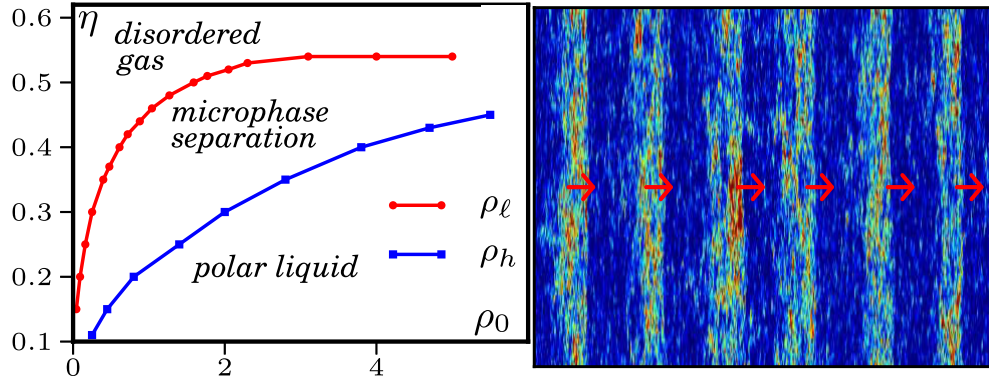 0.6
η
disordered
gas
0.5
microphase
separation
0.4
0.3
ρℓ
ρh
polar liquid
0.2
ρ0
0.1
0
2
4